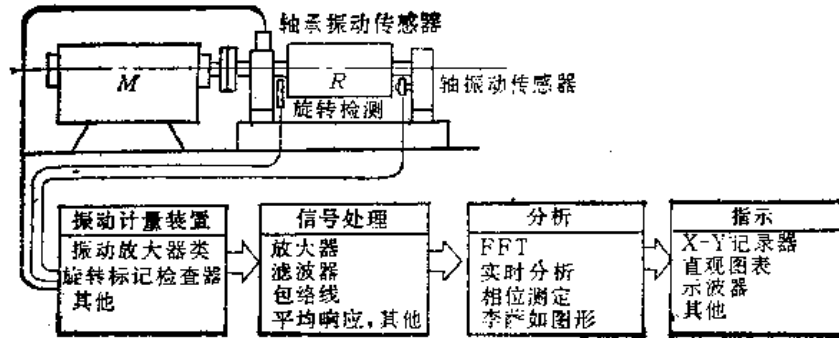 轴承振动传感器
M
R
轴振动传感器
旋转检测
振动计量装置
振动放大器类
旋转标记检查器
其他
信号处理
放大器
滤波器
包络线
平均响应,其他
分析
FFT
实时分析
相位测定
李萨如图形
指示
X-Y记录器
直观图表
示波器
其他